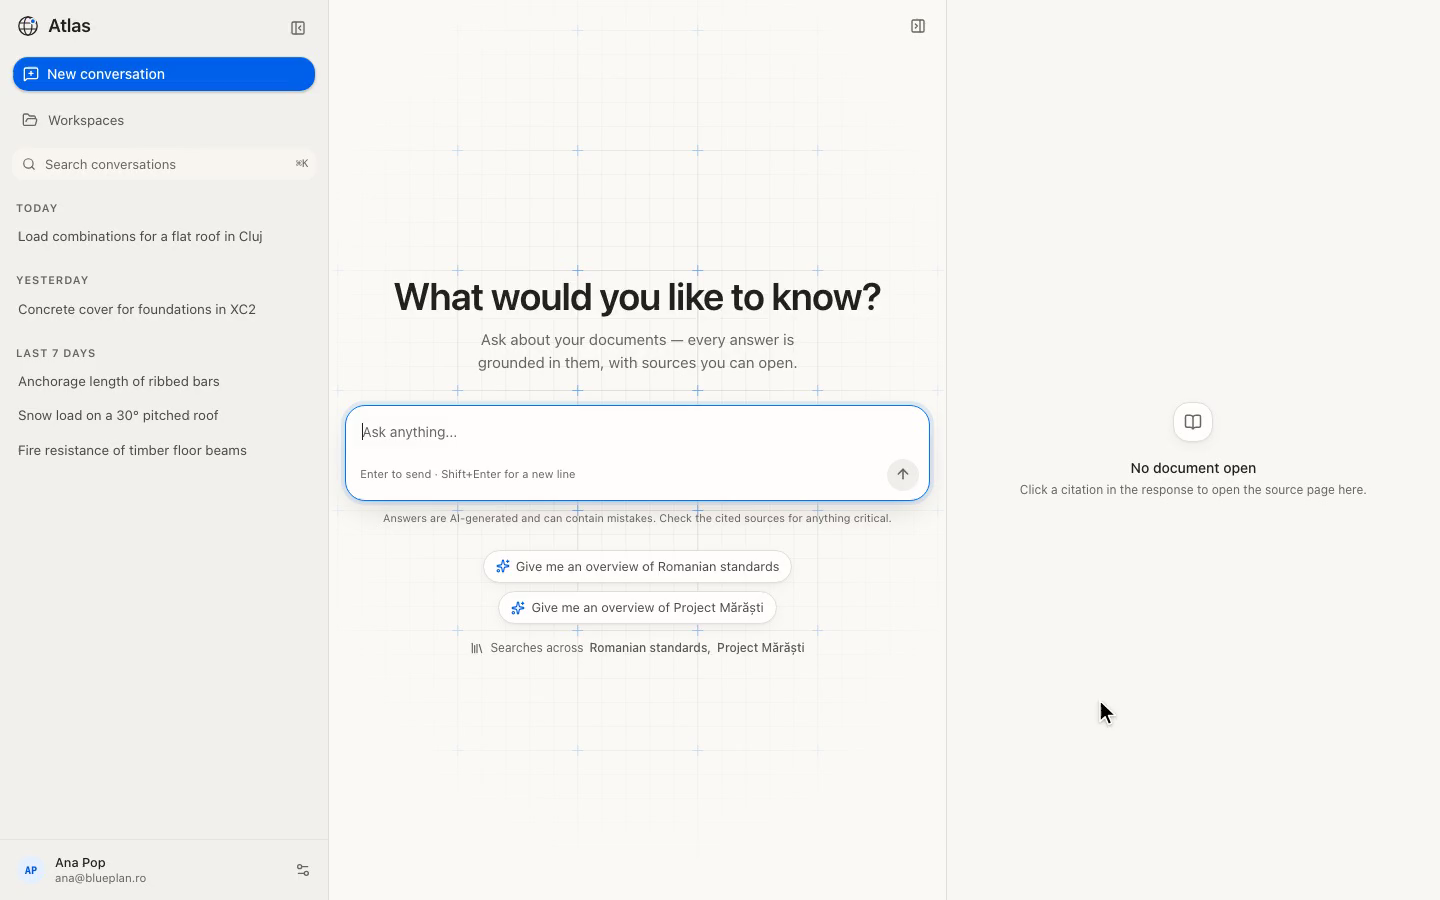 Atlas
New conversation
Workspaces
Search conversations ⌘K
TODAY
Load combinations for a flat roof in Cluj
YESTERDAY
Concrete cover for foundations in XC2
LAST 7 DAYS
Anchorage length of ribbed bars
Snow load on a 30° pitched roof
Fire resistance of timber floor beams
AP
Ana Pop
ana@blueplan.ro
What would you like to know?
Ask about your documents — every answer is
grounded in them, with sources you can open.
Ask anything...
Enter to send · Shift+Enter for a new line
Answers are AI-generated and can contain mistakes. Check the cited sources for anything critical.
Give me an overview of Romanian standards
Give me an overview of Project Mărăști
Searches across Romanian standards, Project Mărăști
No document open
Click a citation in the response to open the source page here.